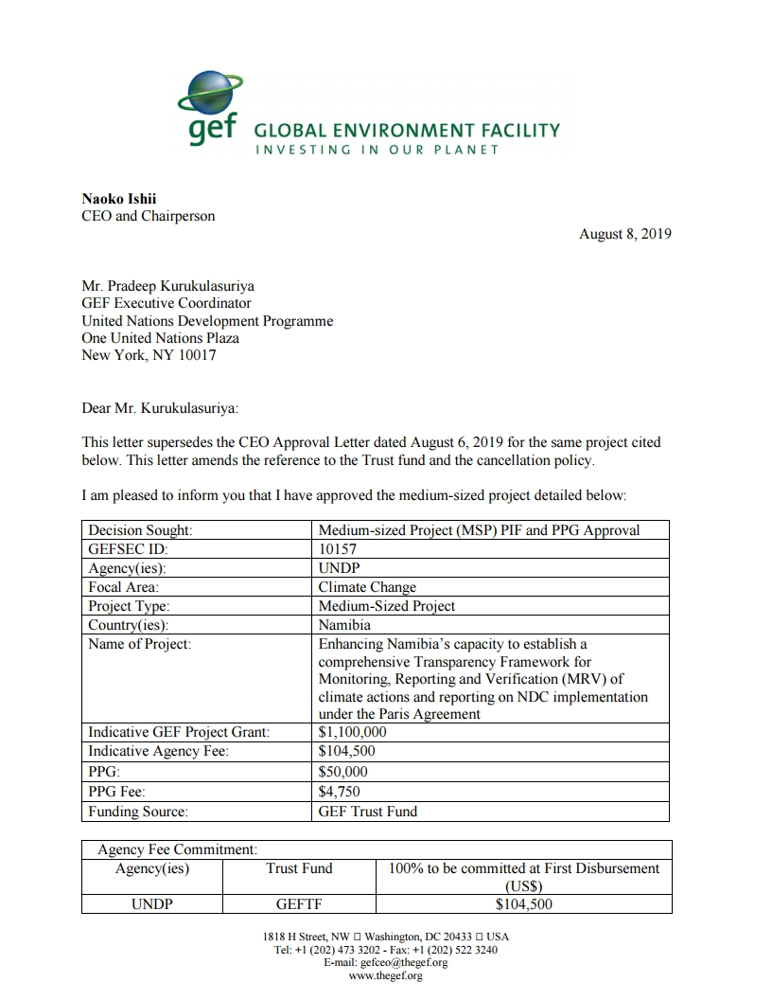 gef GLOBAL ENVIRONMENT FACILITY
INVESTING IN OUR PLANET
Naoko Ishii
CEO and Chairperson
August 8, 2019
Mr. Pradeep Kurukulasuriya
GEF Executive Coordinator
United Nations Development Programme
One United Nations Plaza
New York, NY 10017
Dear Mr. Kurukulasuriya:
This letter supersedes the CEO Approval Letter dated August 6, 2019 for the same project cited
below. This letter amends the reference to the Trust fund and the cancellation policy.
I am pleased to inform you that I have approved the medium-sized project detailed below:
Decision Sought: Medium-sized Project (MSP) PIF and PPG Approval
GEFSEC ID: 10157
Agency(ies): UNDP
Focal Area: Climate Change
Project Type: Medium-Sized Project
Country(ies): Namibia
Name of Project: Enhancing Namibia’s capacity to establish a
comprehensive Transparency Framework for
Monitoring, Reporting and Verification (MRV) of
climate actions and reporting on NDC implementation
under the Paris Agreement
Indicative GEF Project Grant: $1,100,000
Indicative Agency Fee: $104,500
PPG: $50,000
PPG Fee: $4,750
Funding Source: GEF Trust Fund
Agency Fee Commitment:
Agency(ies) Trust Fund 100% to be committed at First Disbursement
(US$)
UNDP GEFTF $104,500
1818 H Street, NW □ Washington, DC 20433 □ USA
Tel: +1 (202) 473 3202 - Fax: +1 (202) 522 3240
E-mail: gefceo@thegef.org
www.thegef.org